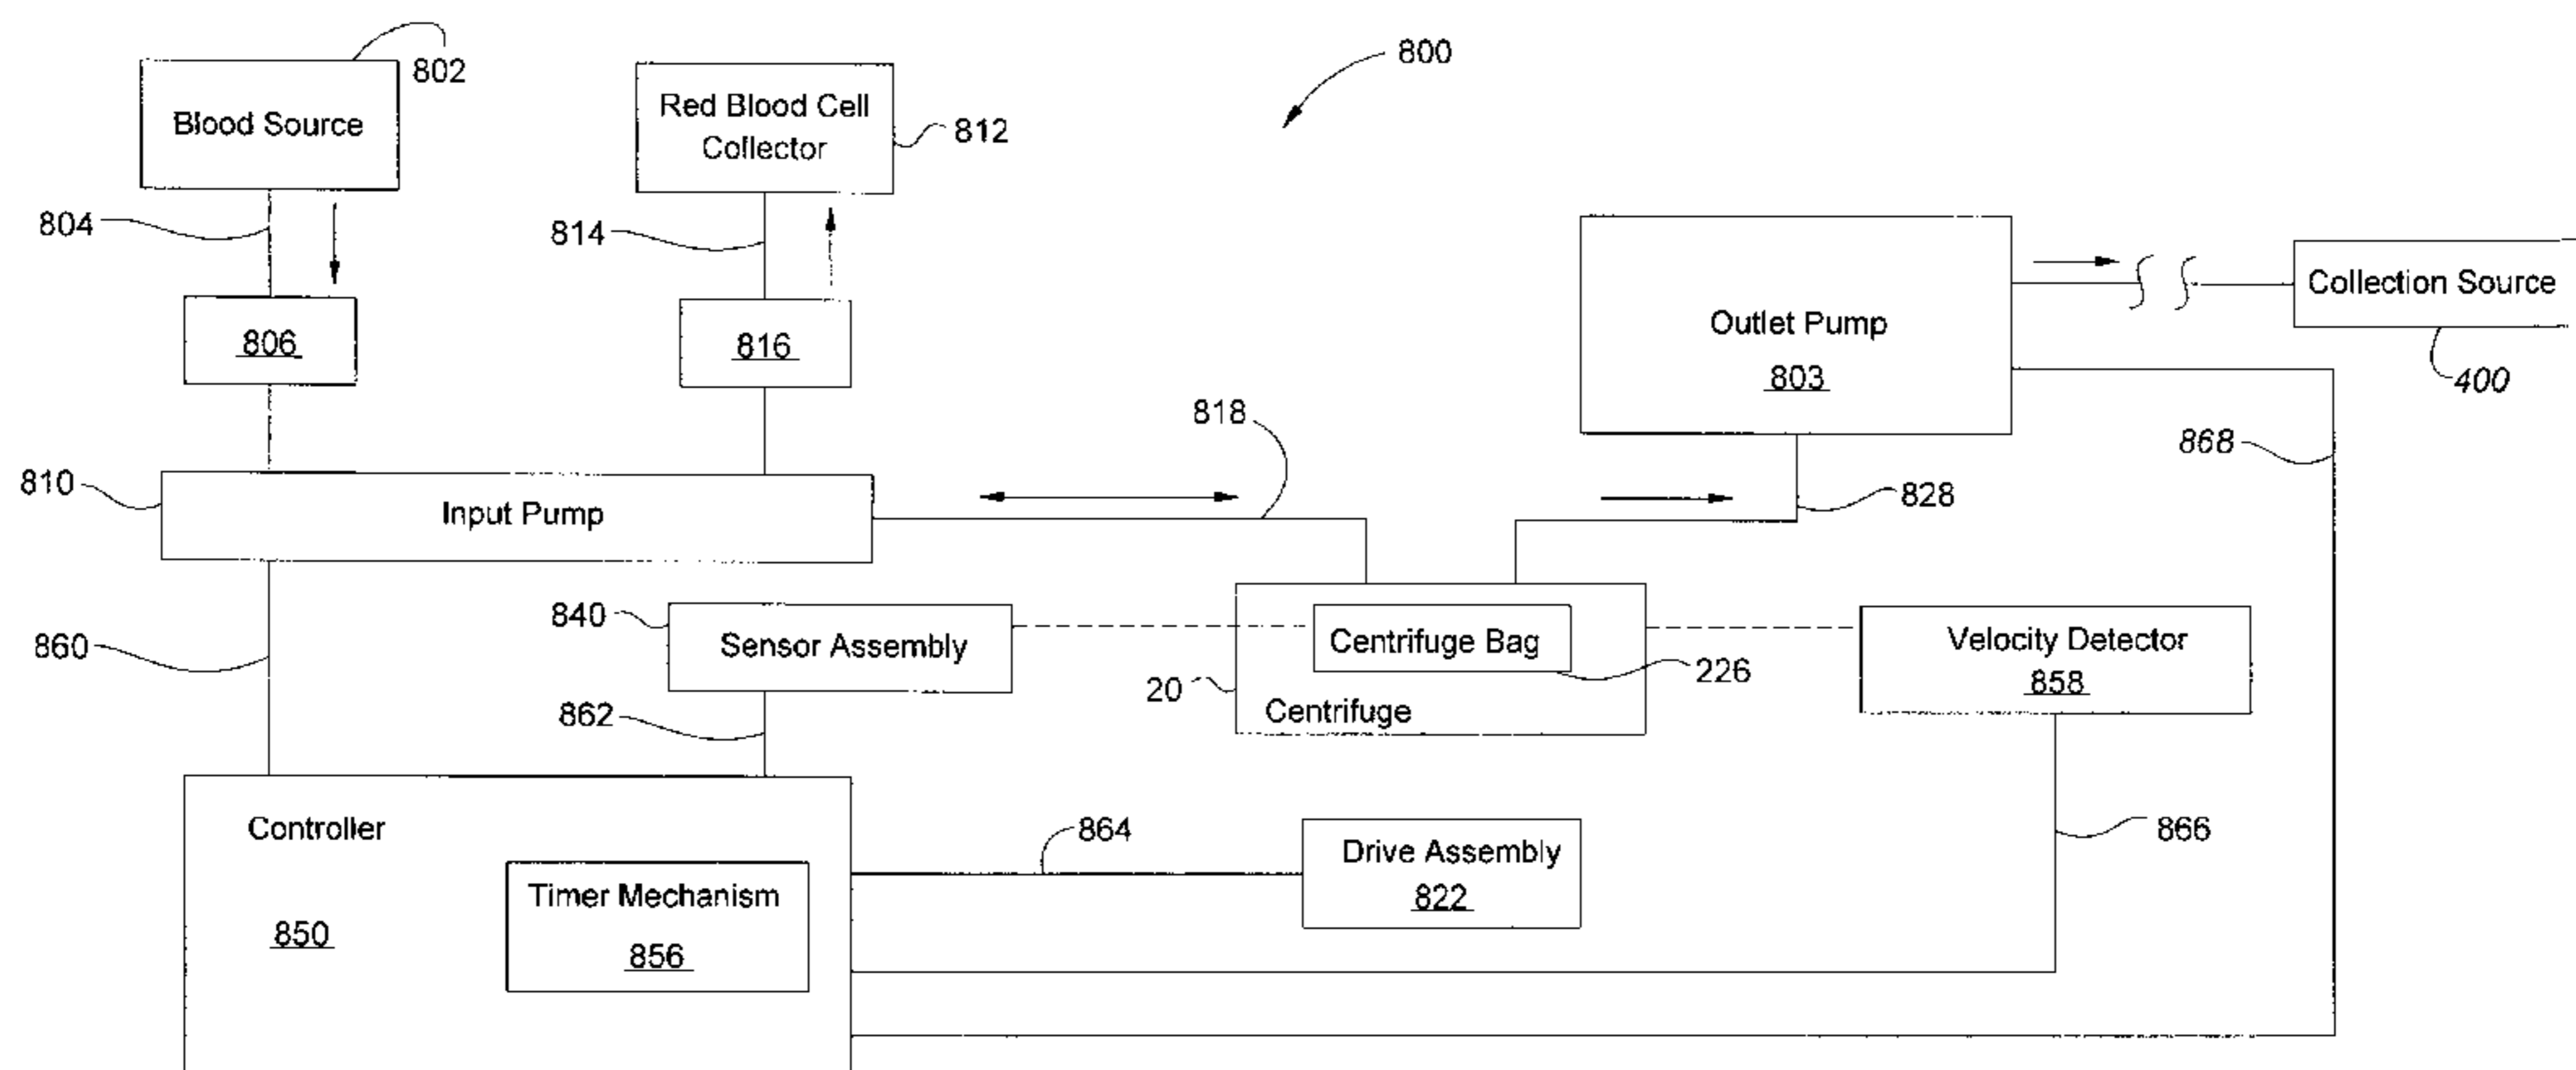 800
802
Blood Source
Red Blood Cell
Collector
812
804
814
806
816
Outlet Pump
803
Collection Source
400
810
Input Pump
818
828
868
840
Sensor Assembly
860
862
Centrifuge Bag
226
20
Centrifuge
Velocity Detector
858
Controller
850
Timer Mechanism
856
864
Drive Assembly
822
866